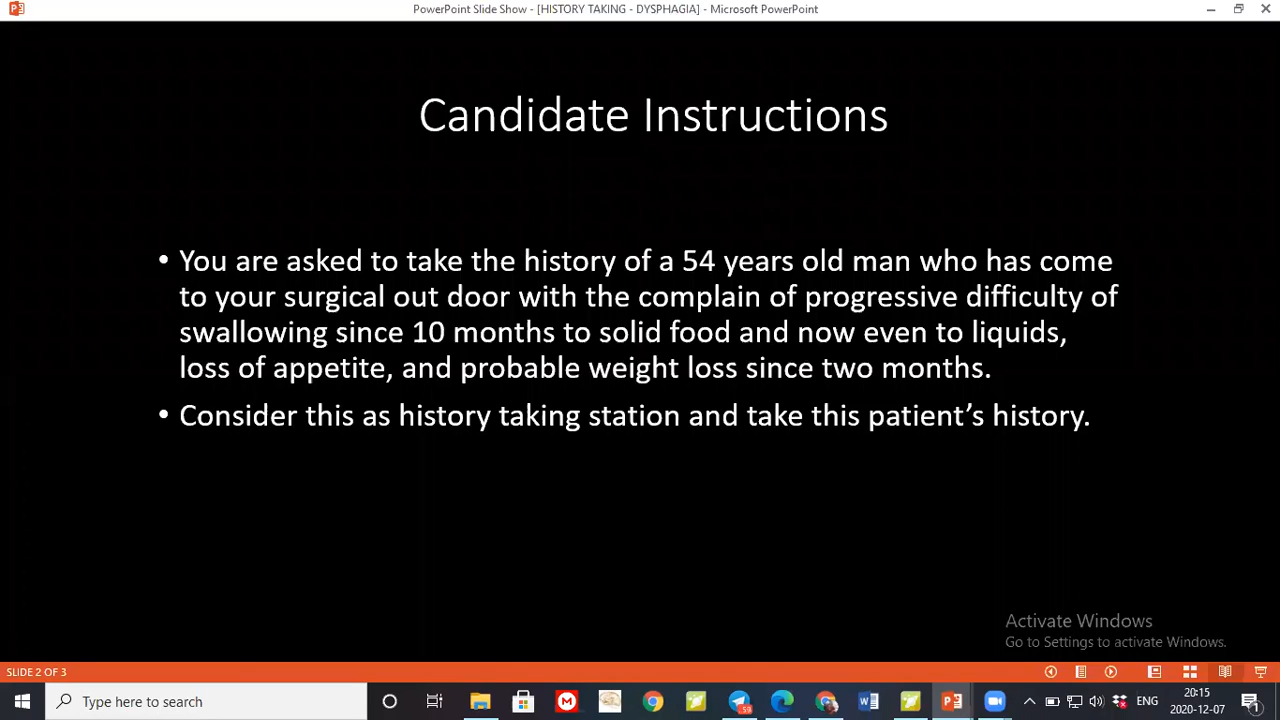 PowerPoint Slide Show - [HISTORY TAKING - DYSPHAGIA] - Microsoft PowerPoint
Candidate Instructions
• You are asked to take the history of a 54 years old man who has come
to your surgical out door with the complain of progressive difficulty of
swallowing since 10 months to solid food and now even to liquids,
loss of appetite, and probable weight loss since two months.
• Consider this as history taking station and take this patient’s history.
Activate Windows
Go to Settings to activate Windows.
SLIDE 2 OF 3
Type here to search
59
ENG
20:15
2020-12-07
1